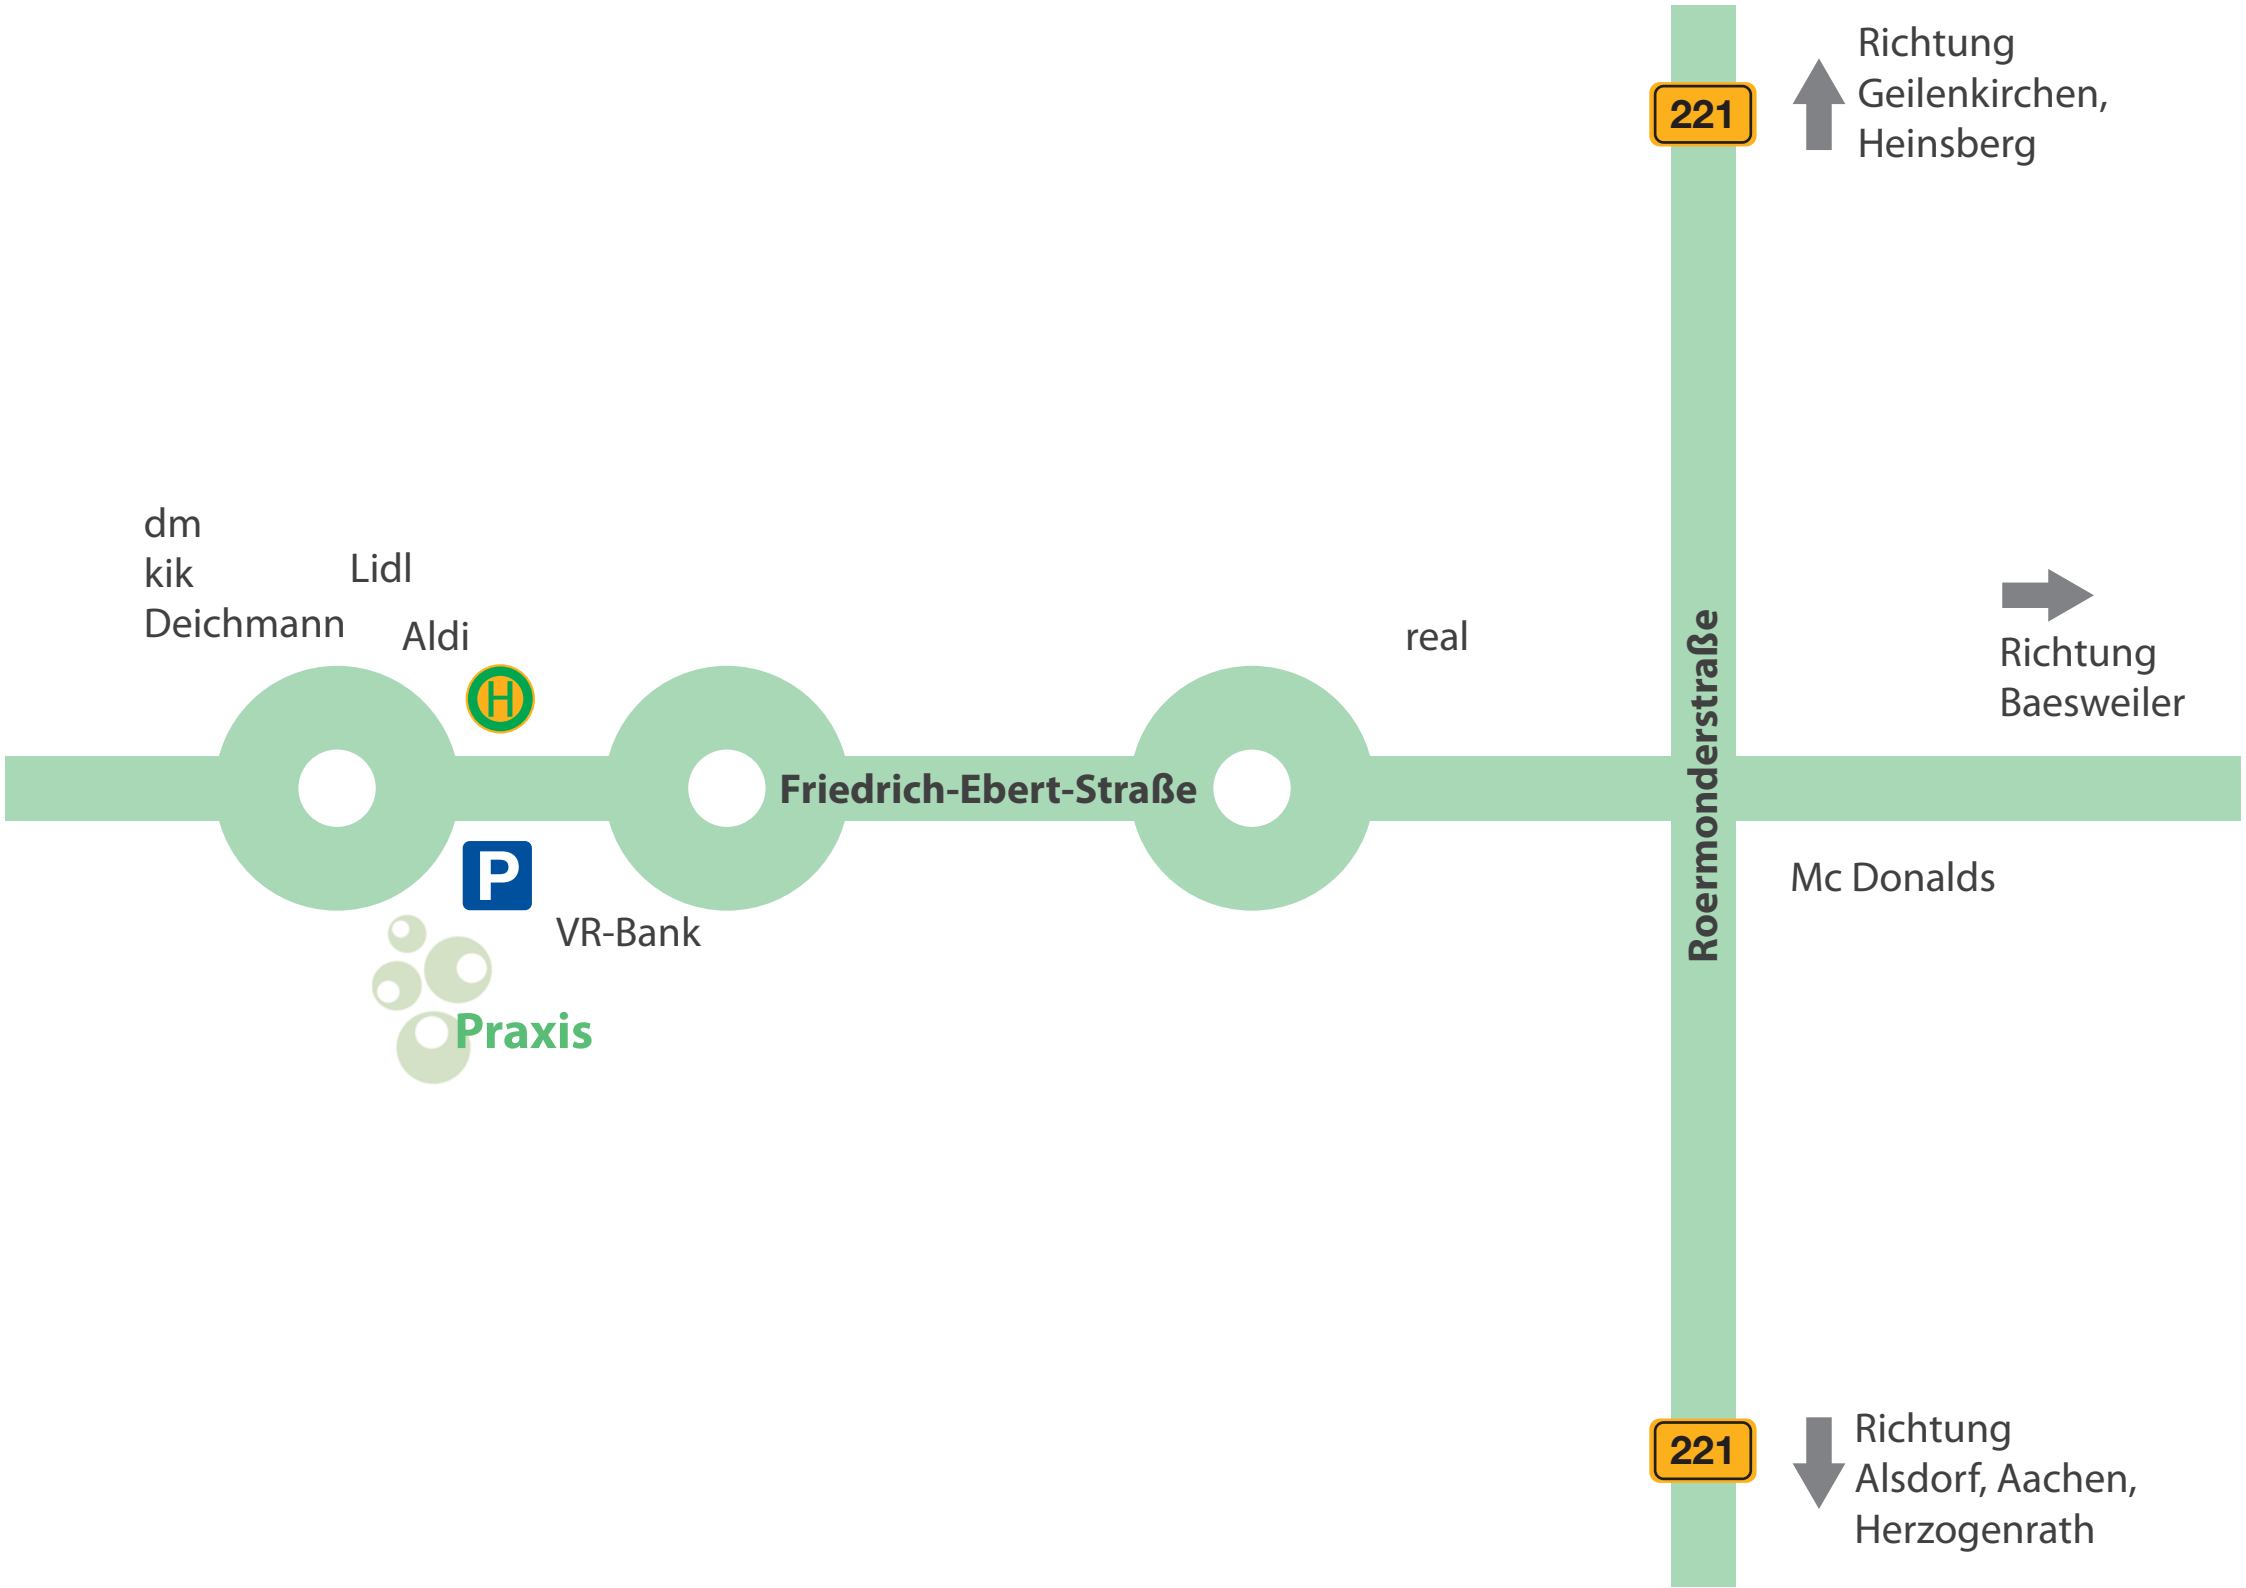 Richtung
Geilenkirchen,
Heinsberg
221
dm
kik
Deichmann
Lidl
Aldi
H
real
Richtung
Baesweiler
Friedrich-Ebert-Straße
Roermonderstraße
P
VR-Bank
Mc Donalds
Praxis
221
Richtung
Alsdorf, Aachen,
Herzogenrath